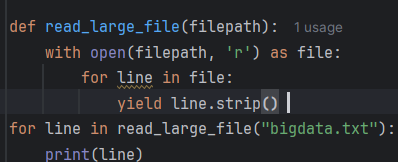 def read_large_file(filepath): 1 usage
    with open(filepath, 'r') as file:
        for line in file:
            yield line.strip()
for line in read_large_file("bigdata.txt"):
    print(line)